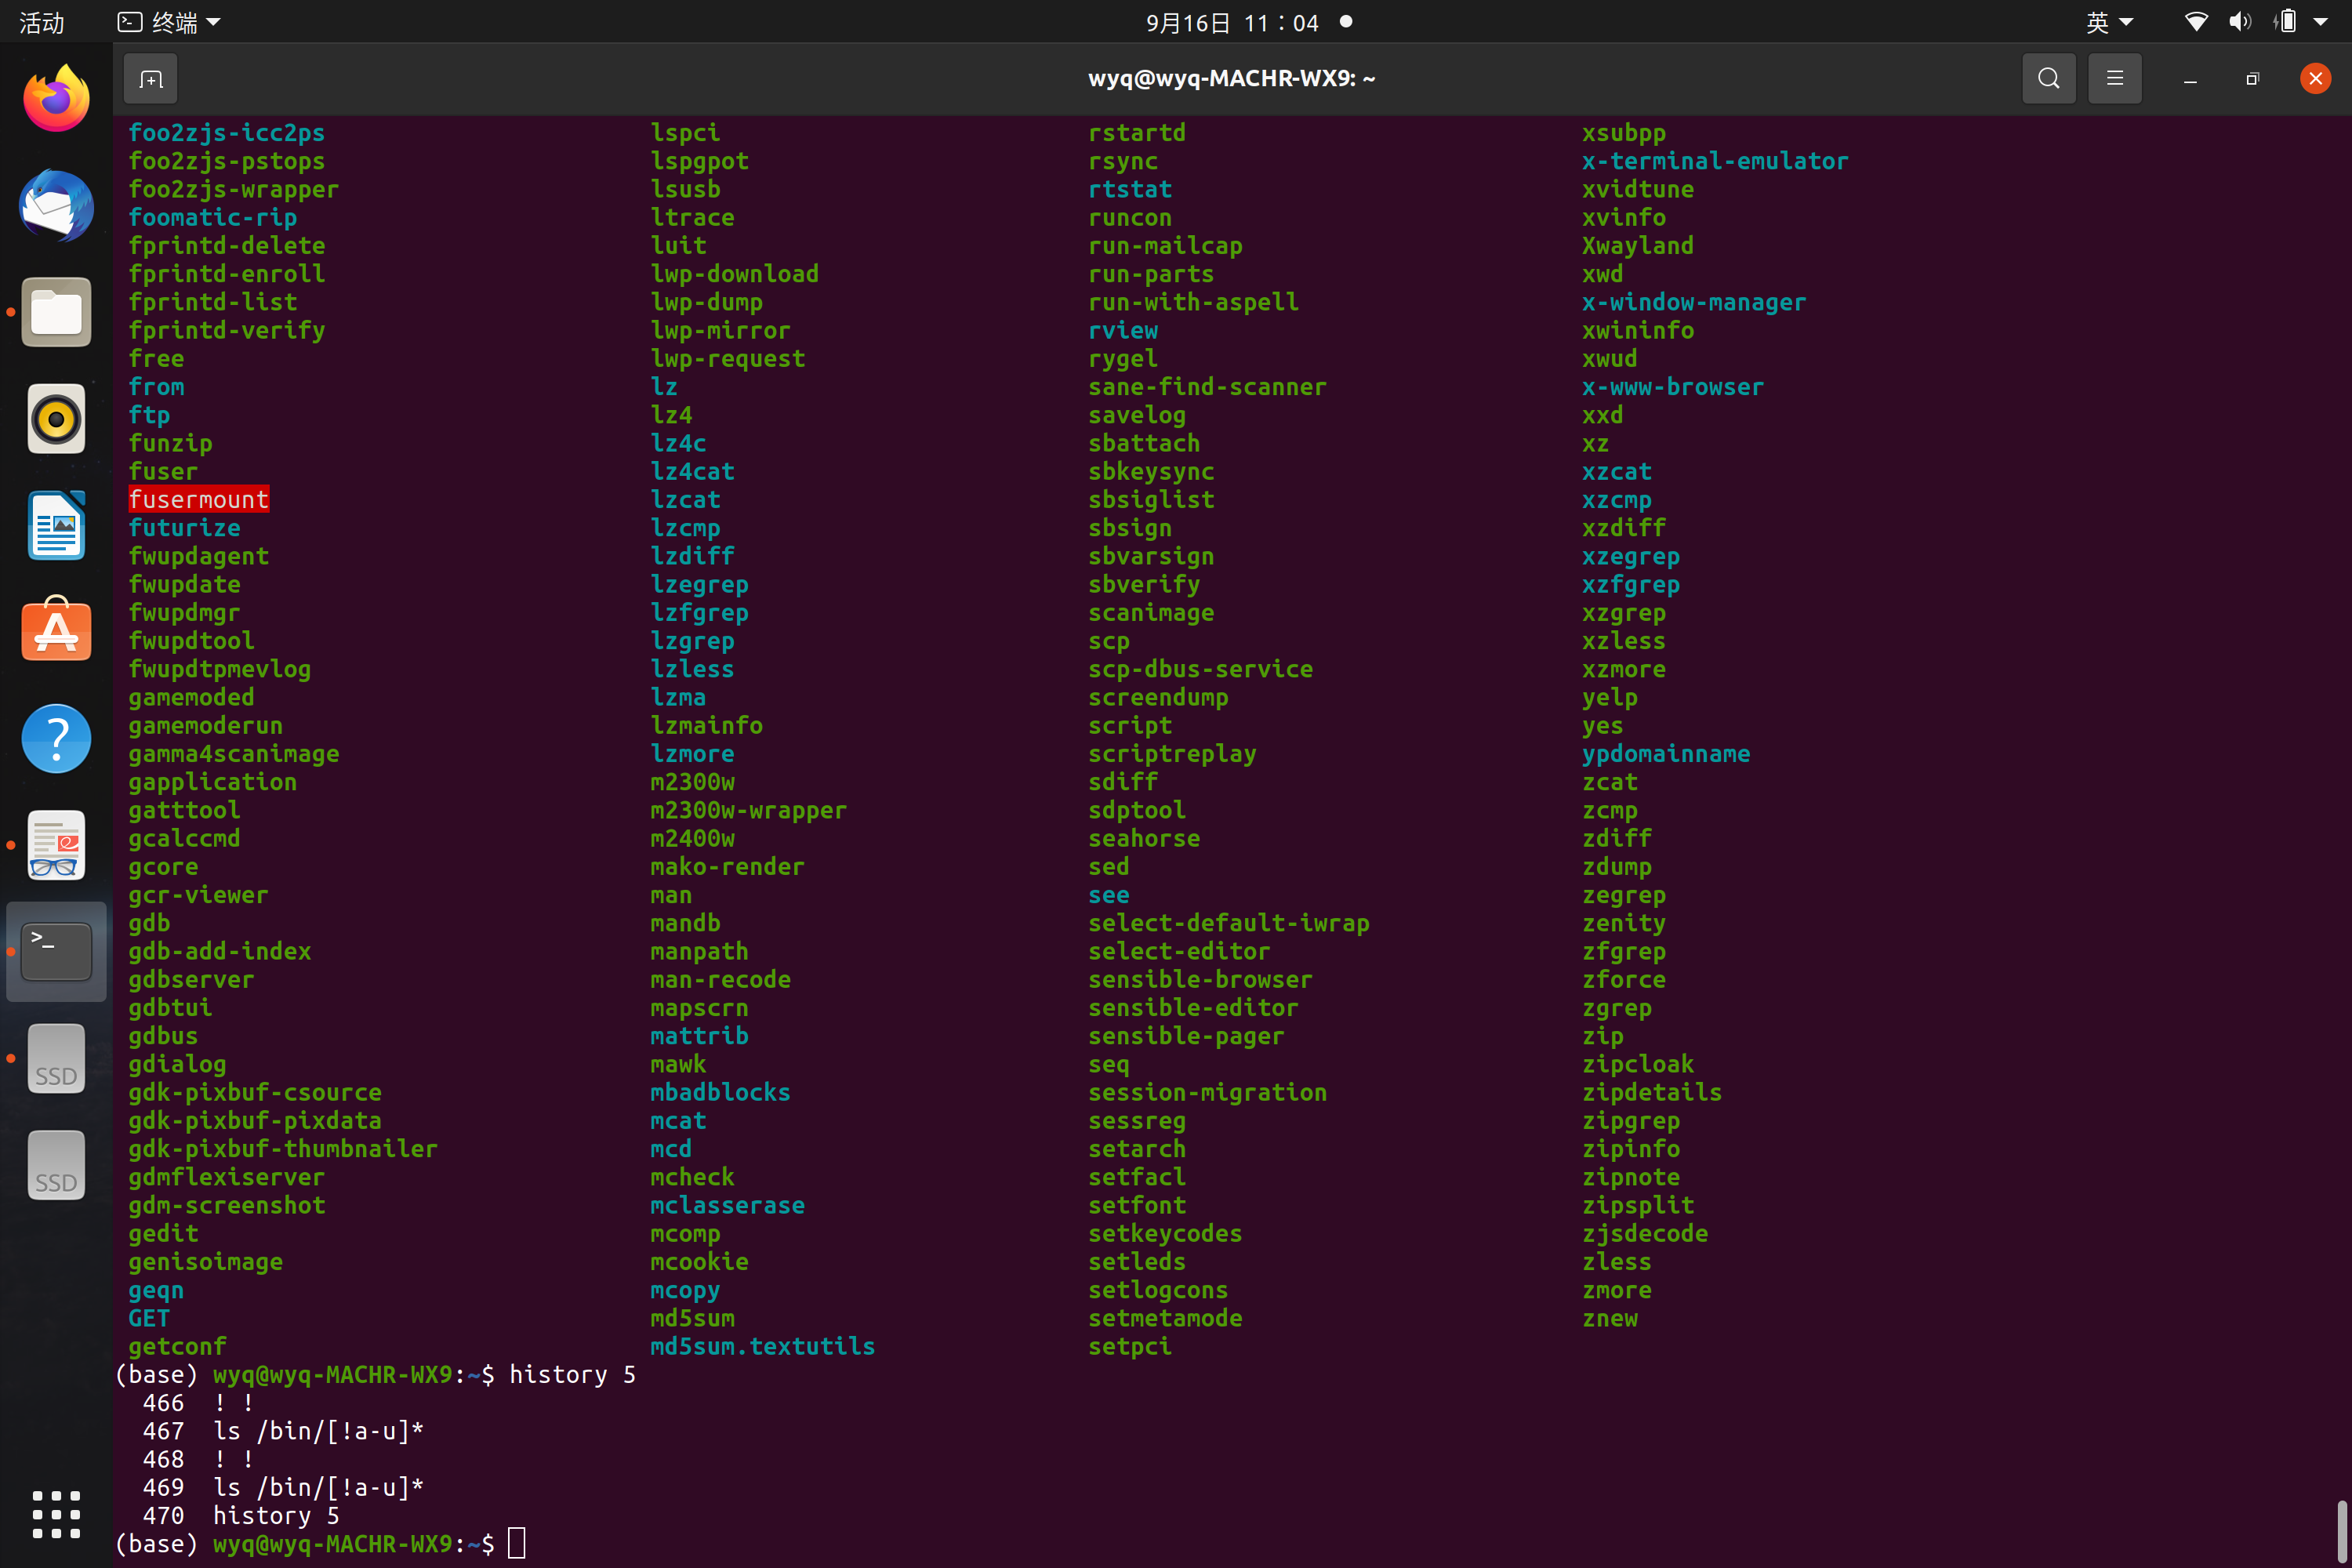 活动 终端 9月16日 11：04 英
wyq@wyq-MACHR-WX9: ~
foo2zjs-icc2ps lspci rstartd xsubpp
foo2zjs-pstops lspgpot rsync x-terminal-emulator
foo2zjs-wrapper lsusb rtstat xvidtune
foomatic-rip ltrace runcon xvinfo
fprintd-delete luit run-mailcap Xwayland
fprintd-enroll lwp-download run-parts xwd
fprintd-list lwp-dump run-with-aspell x-window-manager
fprintd-verify lwp-mirror rview xwininfo
free lwp-request rygel xwud
from lz sane-find-scanner x-www-browser
ftp lz4 savelog xxd
funzip lz4c sbattach xz
fuser lz4cat sbkeysync xzcat
fusermount lzcat sbsiglist xzcmp
futurize lzcmp sbsign xzdiff
fwupdagent lzdiff sbvarsign xzegrep
fwupdate lzegrep sbverify xzfgrep
fwupdmgr lzfgrep scanimage xzgrep
fwupdtool lzgrep scp xzless
fwupdtpmevlog lzless scp-dbus-service xzmore
gamemoded lzma screendump yelp
gamemoderun lzmainfo script yes
gamma4scanimage lzmore scriptreplay ypdomainname
gapplication m2300w sdiff zcat
gatttool m2300w-wrapper sdptool zcmp
gcalccmd m2400w seahorse zdiff
gcore mako-render sed zdump
gcr-viewer man see zegrep
gdb mandb select-default-iwrap zenity
gdb-add-index manpath select-editor zfgrep
gdbserver man-recode sensible-browser zforce
gdbtui mapscrn sensible-editor zgrep
gdbus mattrib sensible-pager zip
gdialog mawk seq zipcloak
gdk-pixbuf-csource mbadblocks session-migration zipdetails
gdk-pixbuf-pixdata mcat sessreg zipgrep
gdk-pixbuf-thumbnailer mcd setarch zipinfo
gdmflexiserver mcheck setfacl zipnote
gdm-screenshot mclasserase setfont zipsplit
gedit mcomp setkeycodes zjsdecode
genisoimage mcookie setleds zless
geqn mcopy setlogcons zmore
GET md5sum setmetamode znew
getconf md5sum.textutils setpci
(base) wyq@wyq-MACHR-WX9:~$ history 5
466 ! !
467 ls /bin/[!a-u]*
468 ! !
469 ls /bin/[!a-u]*
470 history 5
(base) wyq@wyq-MACHR-WX9:~$
SSD
SSD